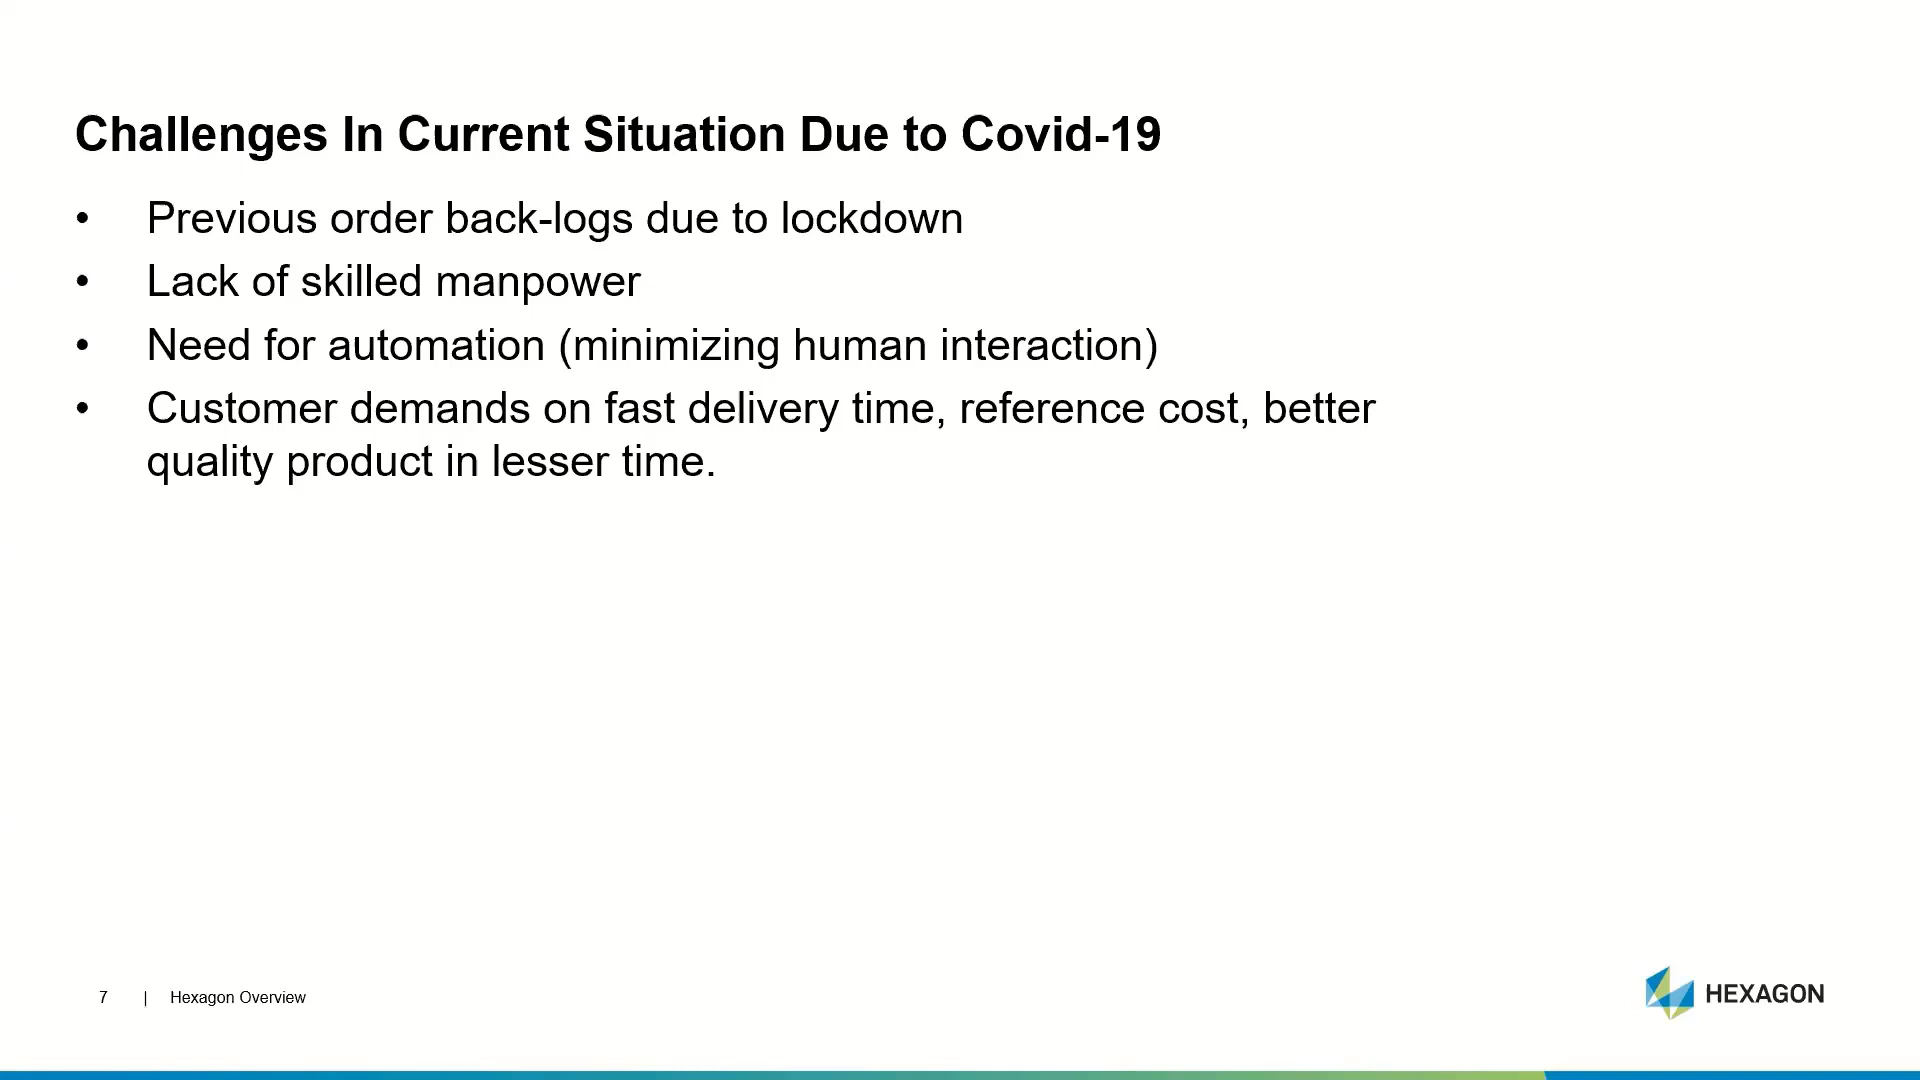 Challenges In Current Situation Due to Covid-19
• Previous order back-logs due to lockdown
• Lack of skilled manpower
• Need for automation (minimizing human interaction)
• Customer demands on fast delivery time, reference cost, better
quality product in lesser time.
7 | Hexagon Overview
HEXAGON